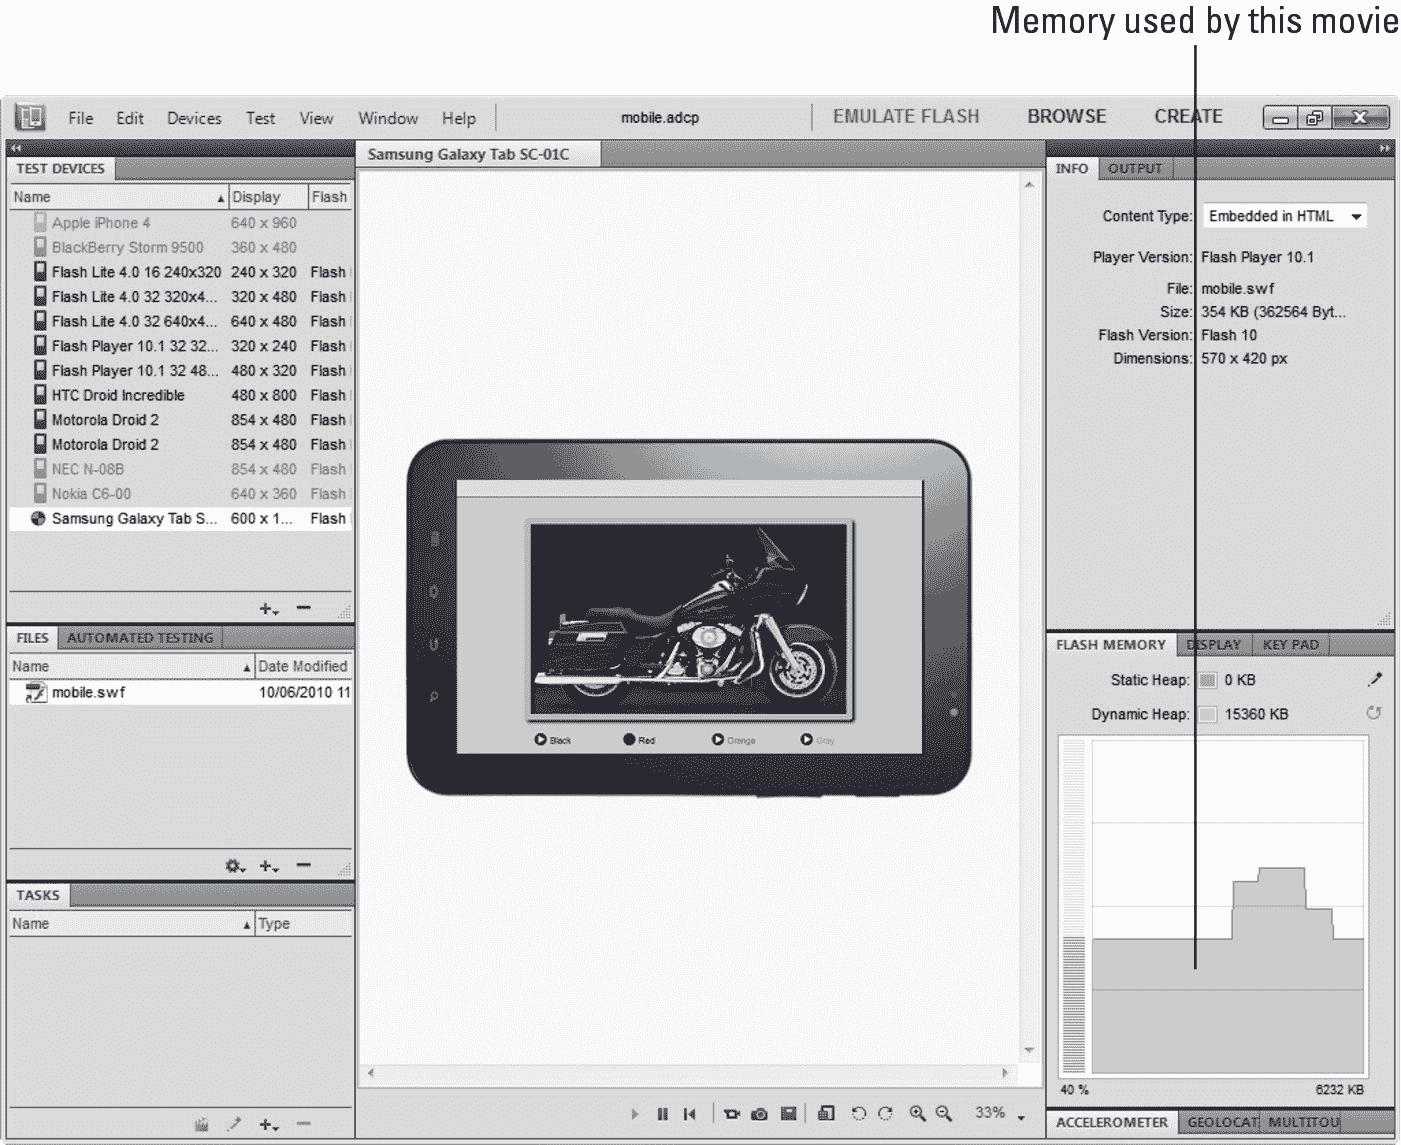 Memory used by this movie
File Edit Devices Test View Window Help mobile.adcp EMULATE FLASH BROWSE CREATE
TEST DEVICES
Name Display Flash
Apple iPhone 4 640 x 960
BlackBerry Storm 9500 360 x 480
Flash Lite 4.0 16 240x320 240 x 320 Flash
Flash Lite 4.0 32 320x4... 320 x 480 Flash
Flash Lite 4.0 32 640x4... 640 x 480 Flash
Flash Player 10.1 32 32... 320 x 240 Flash
Flash Player 10.1 32 48... 480 x 320 Flash
HTC Droid Incredible 480 x 800 Flash
Motorola Droid 2 854 x 480 Flash
Motorola Droid 2 854 x 480 Flash
NEC N-08B 854 x 480 Flash
Nokia C6-00 640 x 360 Flash
Samsung Galaxy Tab S... 600 x 1... Flash
FILES AUTOMATED TESTING
Name Date Modified
mobile.swf 10/06/2010 11
TASKS
Name Type
Samsung Galaxy Tab SC-01C
Black Red Orange Gray
33%
INFO OUTPUT
Content Type: Embedded in HTML
Player Version: Flash Player 10.1
File: mobile.swf
Size: 354 KB (362564 Byt...
Flash Version: Flash 10
Dimensions: 570 x 420 px
FLASH MEMORY DISPLAY KEY PAD
Static Heap: 0 KB
Dynamic Heap: 15360 KB
40 % 6232 KB
ACCELEROMETER GEOLOCAT MULTITOU